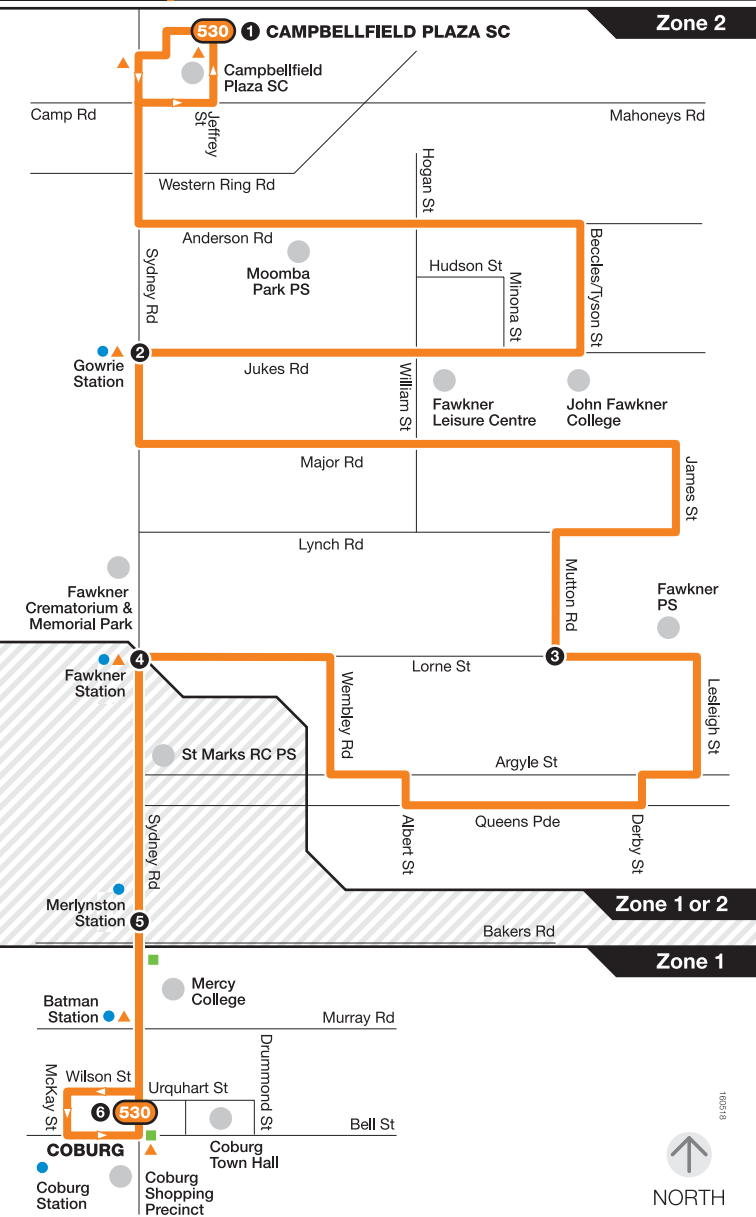 Zone 2
530 1 CAMPBELLFIELD PLAZA SC
Campbellfield
Plaza SC
Camp Rd
Jeffrey
St
Mahoneys Rd
Western Ring Rd
Hogan St
Anderson Rd
Sydney Rd
Moomba
Park PS
Hudson St
Minona St
Beccles/Tyson St
2
Gowrie
Station
Jukes Rd
William St
Fawkner
Leisure Centre
John Fawkner
College
Major Rd
James St
Lynch Rd
Mutton Rd
Fawkner
Crematorium &
Memorial Park
Fawkner
PS
4
Fawkner
Station
Lorne St
3
Wembley Rd
Lesleigh St
St Marks RC PS
Argyle St
Sydney Rd
Albert St
Queens Pde
Derby St
Merlynston
Station
5
Zone 1 or 2
Bakers Rd
Zone 1
Mercy
College
Batman
Station
Murray Rd
McKay St
Wilson St
Urquhart St
Drummond St
6 530
Bell St
COBURG
Coburg
Town Hall
Coburg
Station
Coburg
Shopping
Precinct
160518
NORTH